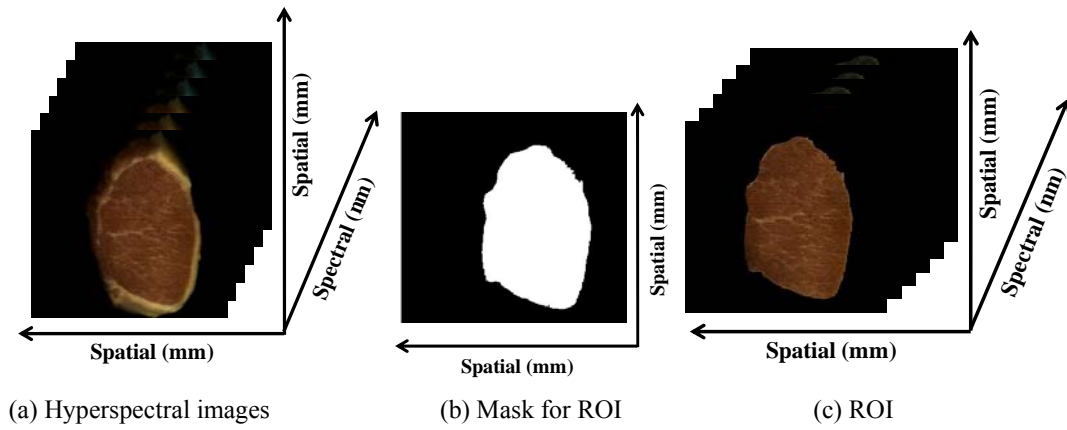 Spatial (mm)
Spectral (nm)
Spatial (mm)
(a) Hyperspectral images
Spatial (mm)
Spatial (mm)
(b) Mask for ROI
Spatial (mm)
Spectral (nm)
Spatial (mm)
(c) ROI